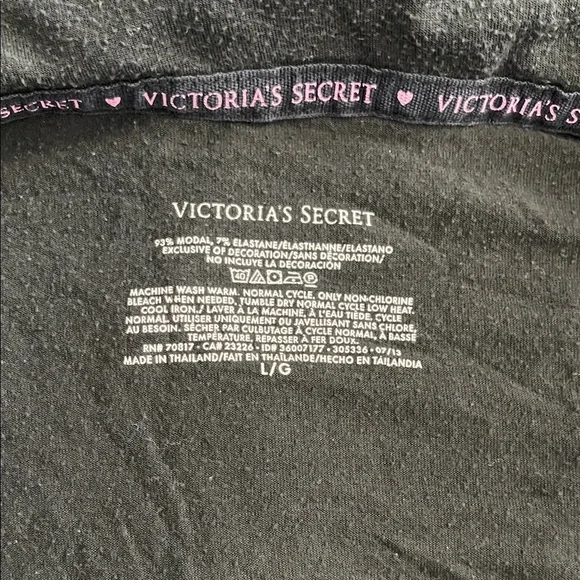 SECRET ♥ VICTORIA'S SECRET ♥ VICTORIA'S S
VICTORIA'S SECRET
93% MODAL, 7% ELASTANE/ÉLASTHANNE/ELASTANO
EXCLUSIVE OF DECORATION/SANS DÉCORATION/
NO INCLUYE LA DECORACIÓN
40 P
MACHINE WASH WARM. NORMAL CYCLE, ONLY NON-CHLORINE
BLEACH WHEN NEEDED, TUMBLE DRY NORMAL CYCLE LOW HEAT.
COOL IRON./ LAVER À LA MACHINE, À L'EAU TIÈDE, CYCLE
NORMAL. UTILISER UNIQUEMENT OU JAVELLISANT SANS CHLORE,
AU BESOIN. SÉCHER PAR CULBUTAGE À CYCLE NORMAL, À BASSE
TEMPÉRATURE, REPASSER À FER DOUX.
RN# 70817 • CA# 23226 • ID# 36007177 • 305336 • 07/13
MADE IN THAILAND/FAIT EN THAÏLANDE/HECHO EN TAILANDIA
L/G